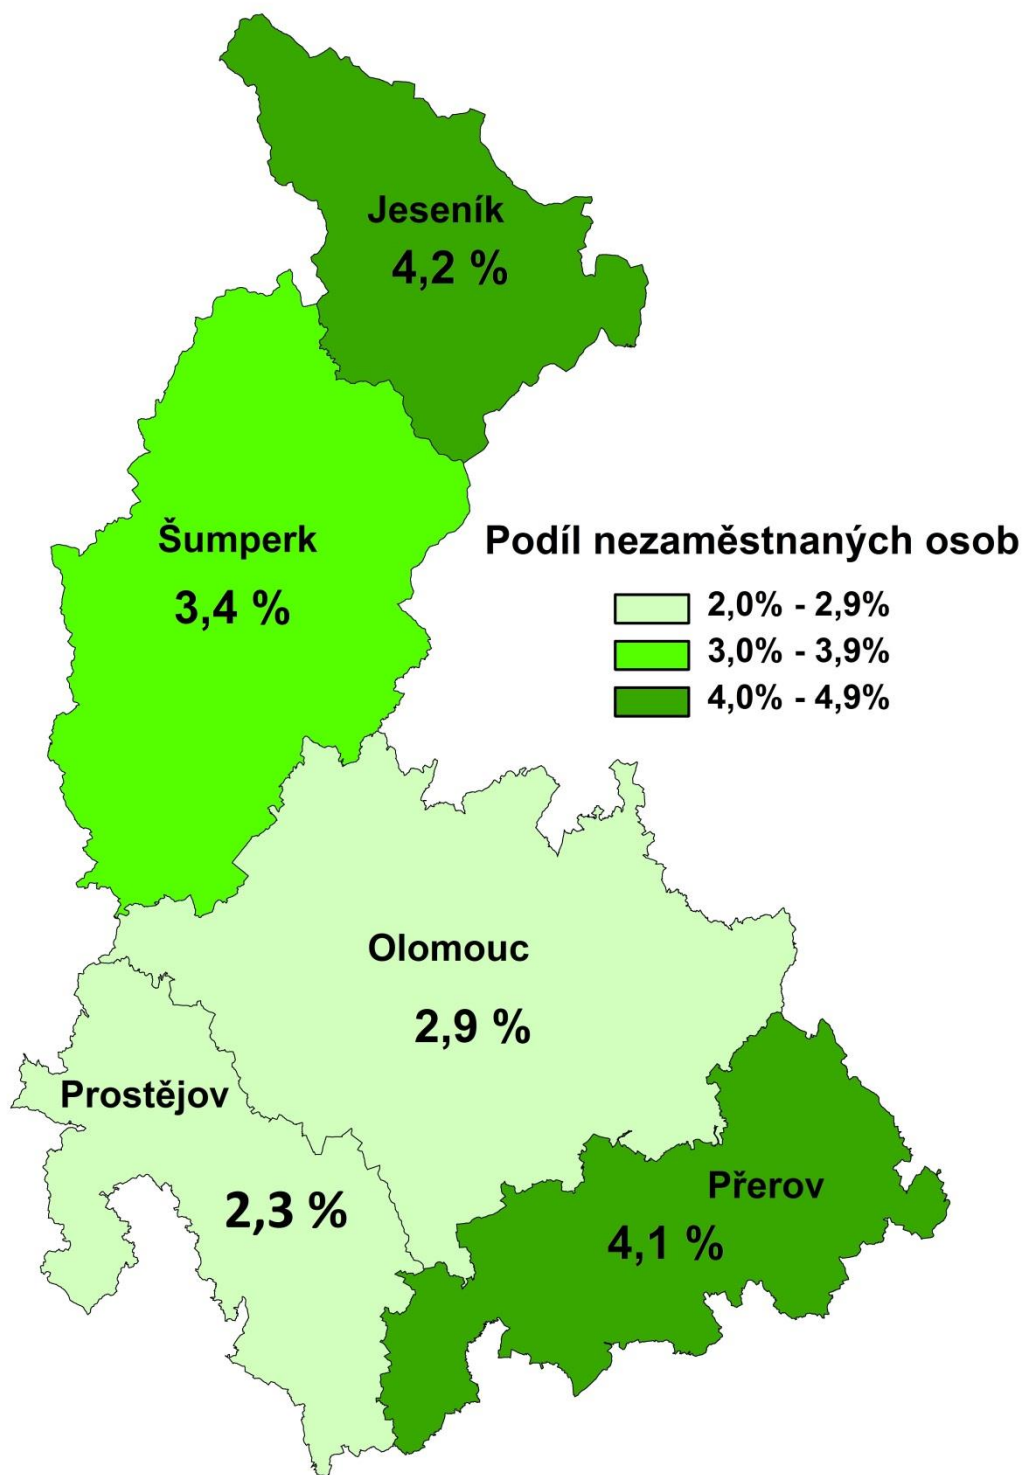 Jeseník
4,2 %
Šumperk
3,4 %
Podíl nezaměstnaných osob
2,0% - 2,9%
3,0% - 3,9%
4,0% - 4,9%
Olomouc
2,9 %
Prostějov
2,3 %
Přerov
4,1 %